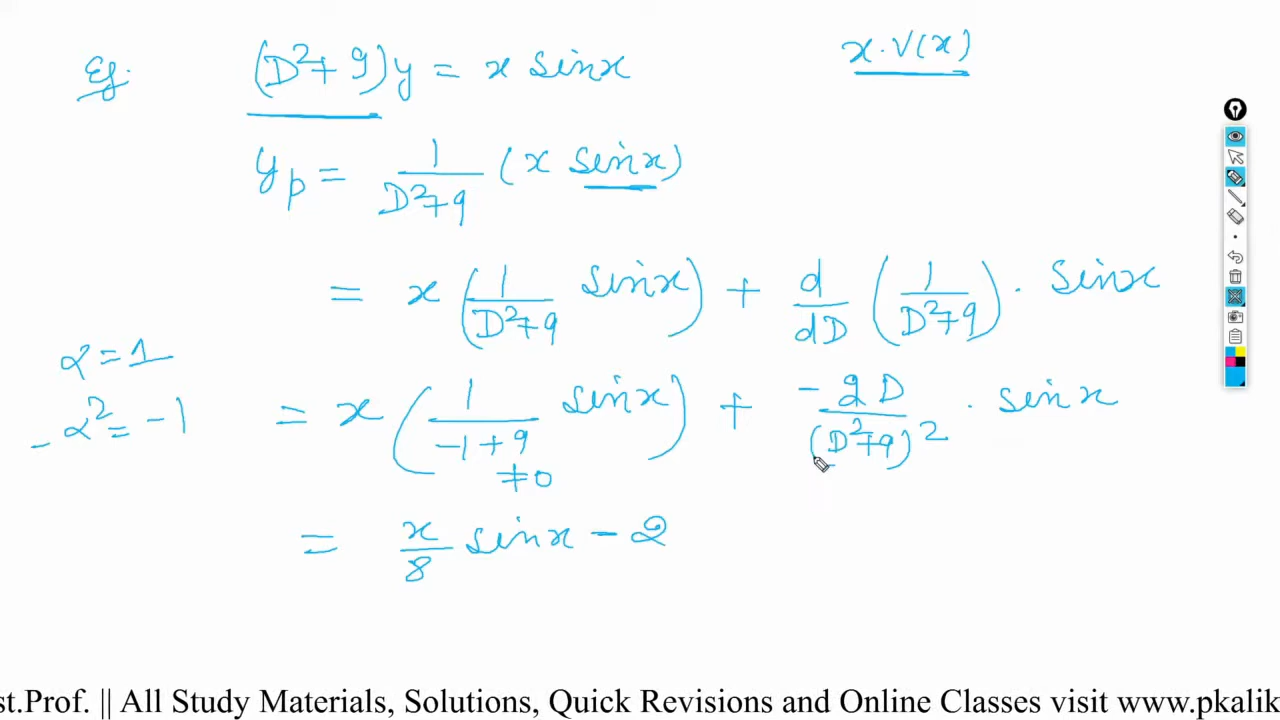 Eg. (D²+9)y = x sinx x·V(x)
y_p = 1/(D²+9) (x sinx)
= x (1/(D²+9) sinx) + d/dD (1/(D²+9)) · sinx
α = 1
-α² = -1
= x (1/(-1+9) sinx) + -2D/(D²+9)² · sinx
≠0
= x/8 sinx - 2
st.Prof. || All Study Materials, Solutions, Quick Revisions and Online Classes visit www.pkalik